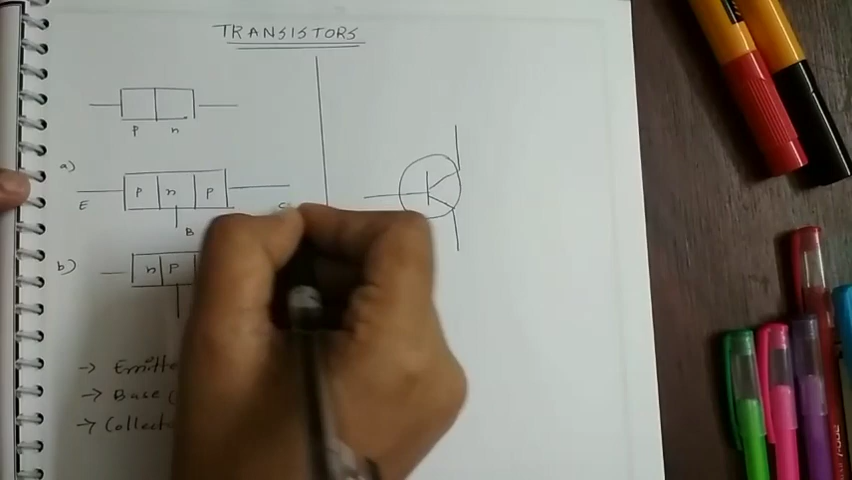 TRANSISTORS
p n
a)
p n p
E C
B
b)
n p
→ Emitte
→ Base (
→ Collect